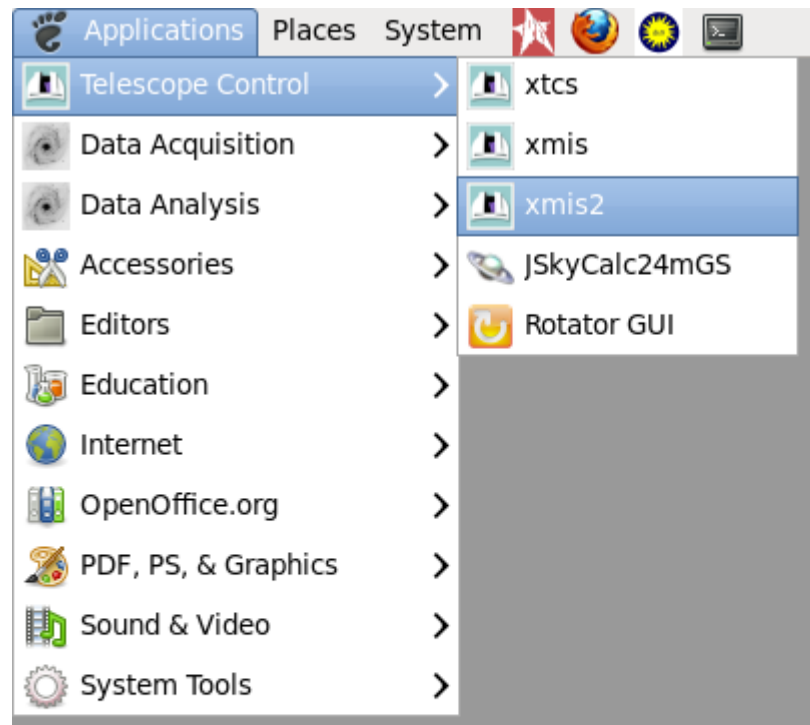 Applications Places System
Telescope Control
Data Acquisition
Data Analysis
Accessories
Editors
Education
Internet
OpenOffice.org
PDF, PS, & Graphics
Sound & Video
System Tools
xtcs
xmis
xmis2
JSkyCalc24mGS
Rotator GUI